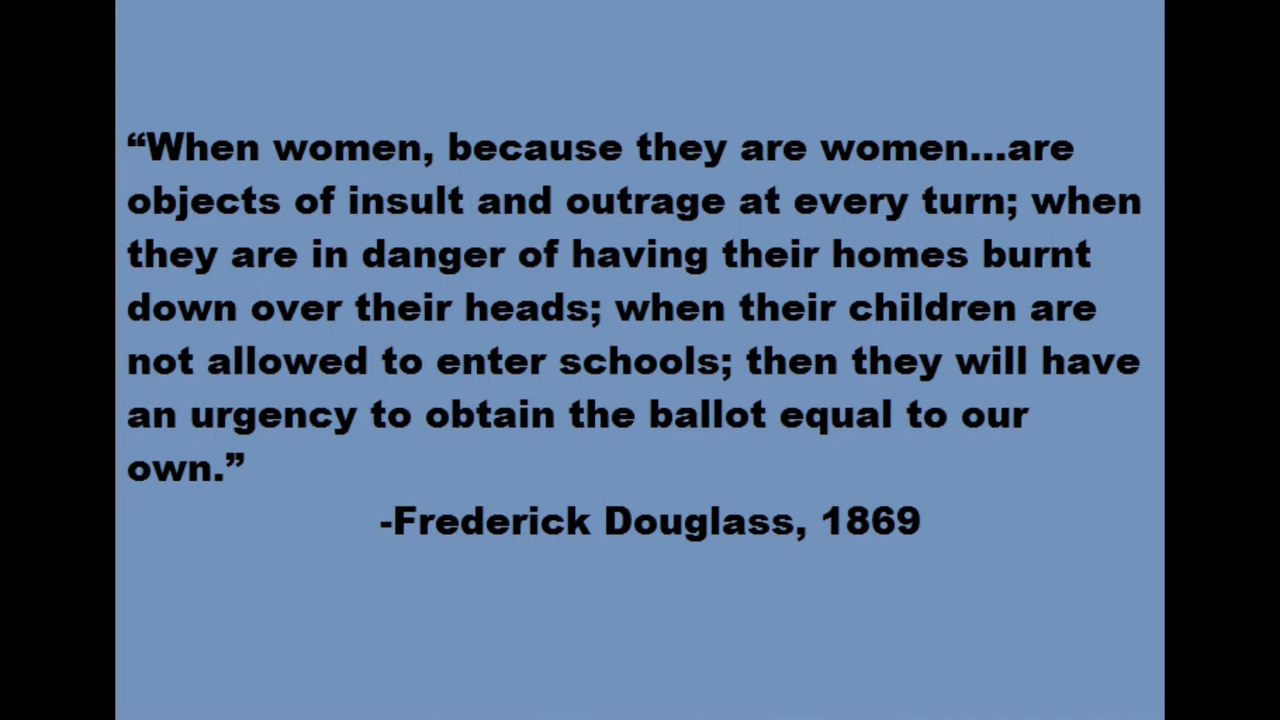 “When women, because they are women...are
objects of insult and outrage at every turn; when
they are in danger of having their homes burnt
down over their heads; when their children are
not allowed to enter schools; then they will have
an urgency to obtain the ballot equal to our
own.”
-Frederick Douglass, 1869